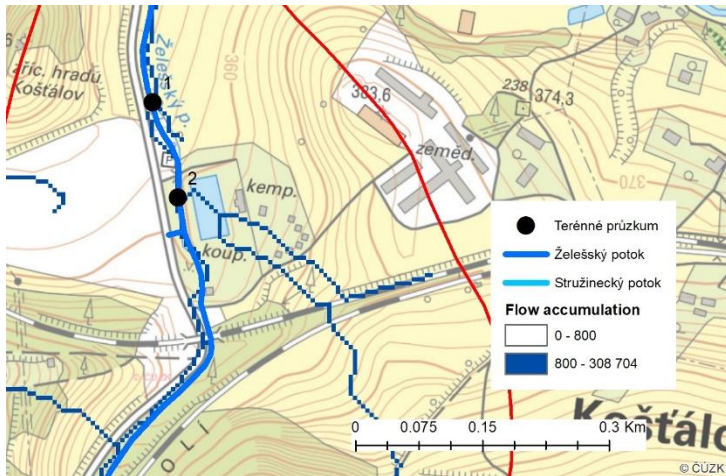 zříc. hradu
Košťálov
Želešský p.
1
360
383,6
238
374,3
zeměd.
2
kemp.
koup.
370
Terénne průzkum
Želešský potok
Stružinecký potok
Flow accumulation
0 - 800
800 - 308 704
0
0.075
0.15
0.3 Km
Košťálo
OLÍ
© ČÚZK